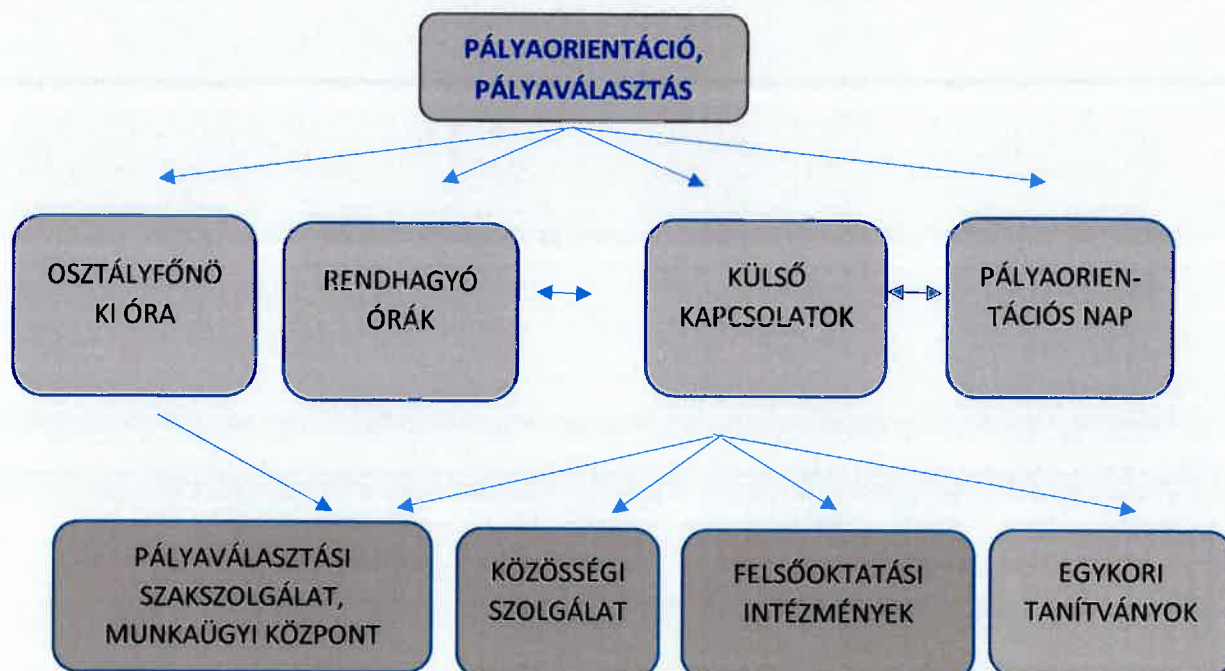 PÁLYAORIENTÁCIÓ,
PÁLYAVÁLASZTÁS
OSZTÁLYFŐNÖ
KI ÓRA
RENDHAGYÓ
ÓRÁK
KÜLSŐ
KAPCSOLATOK
PÁLYAORIEN-
TÁCIÓS NAP
PÁLYAVÁLASZTÁSI
SZAKSZOLGÁLAT,
MUNKAÜGYI KÖZPONT
KÖZÖSSÉGI
SZOLGÁLAT
FELSŐOKTATÁSI
INTÉZMÉNYEK
EGYKORI
TANÍTVÁNYOK